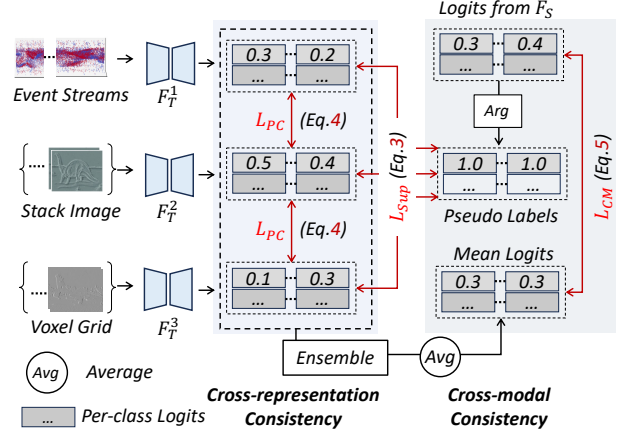 Logits from F_S
0.3 0.2
... ...
0.3 0.4
... ...
Event Streams
F_T^1
L_PC (Eq.4)
Arg
0.5 0.4
... ...
L_Sup (Eq.3)
1.0 1.0
... ...
L_CM (Eq.5)
Stack Image
F_T^2
Pseudo Labels
L_PC (Eq.4)
Mean Logits
0.1 0.3
... ...
0.3 0.3
... ...
Voxel Grid
F_T^3
Ensemble
Avg
Avg Average
Cross-representation
Consistency
Cross-modal
Consistency
... Per-class Logits